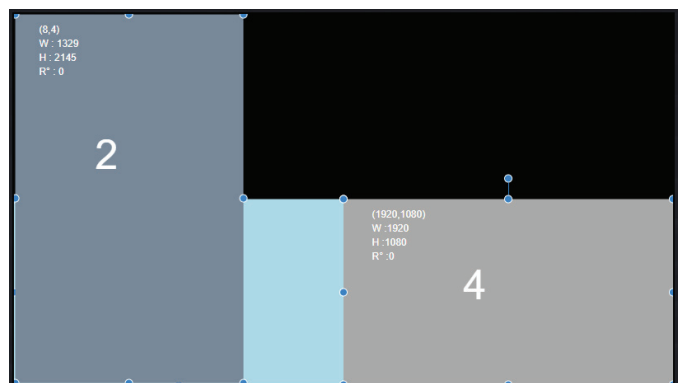 (8,4)
W : 1329
H : 2145
R° : 0
2
(1920,1080)
W :1920
H :1080
R° :0
4